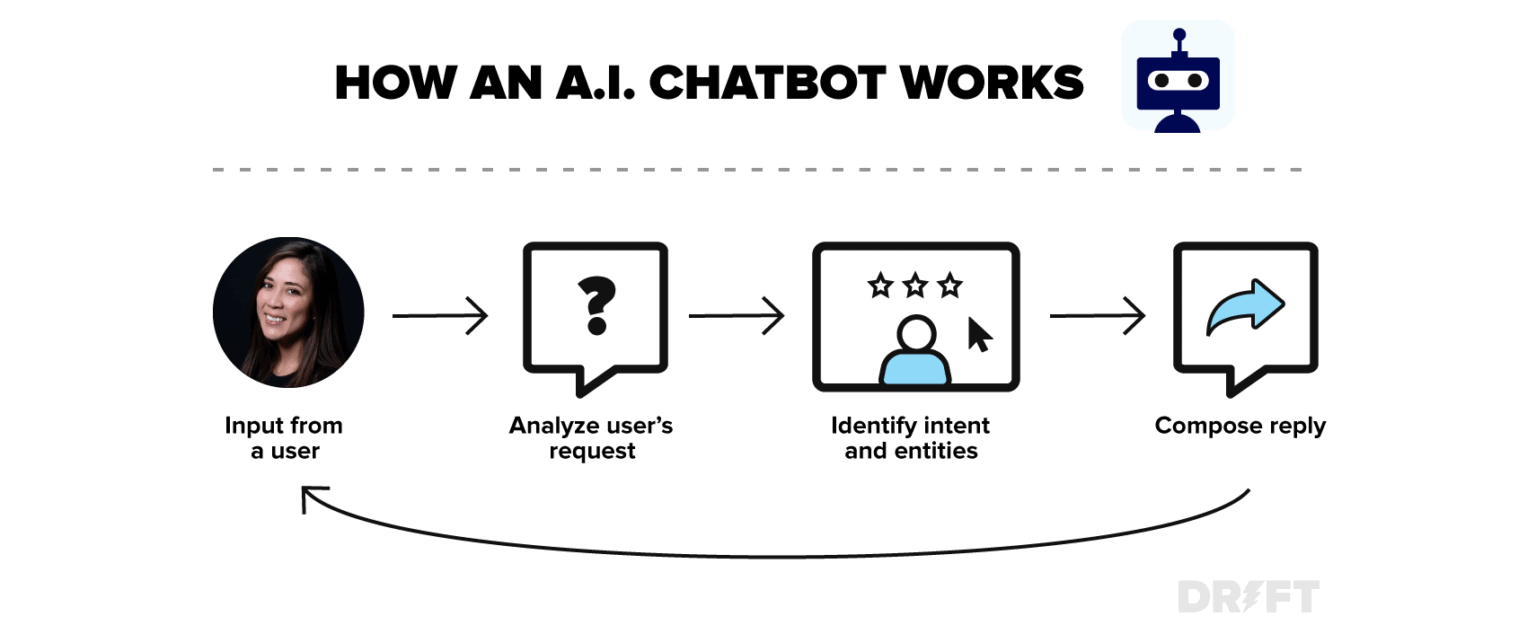 HOW AN A.I. CHATBOT WORKS
?
Input from
a user
Analyze user’s
request
Identify intent
and entities
Compose reply
DRIFT